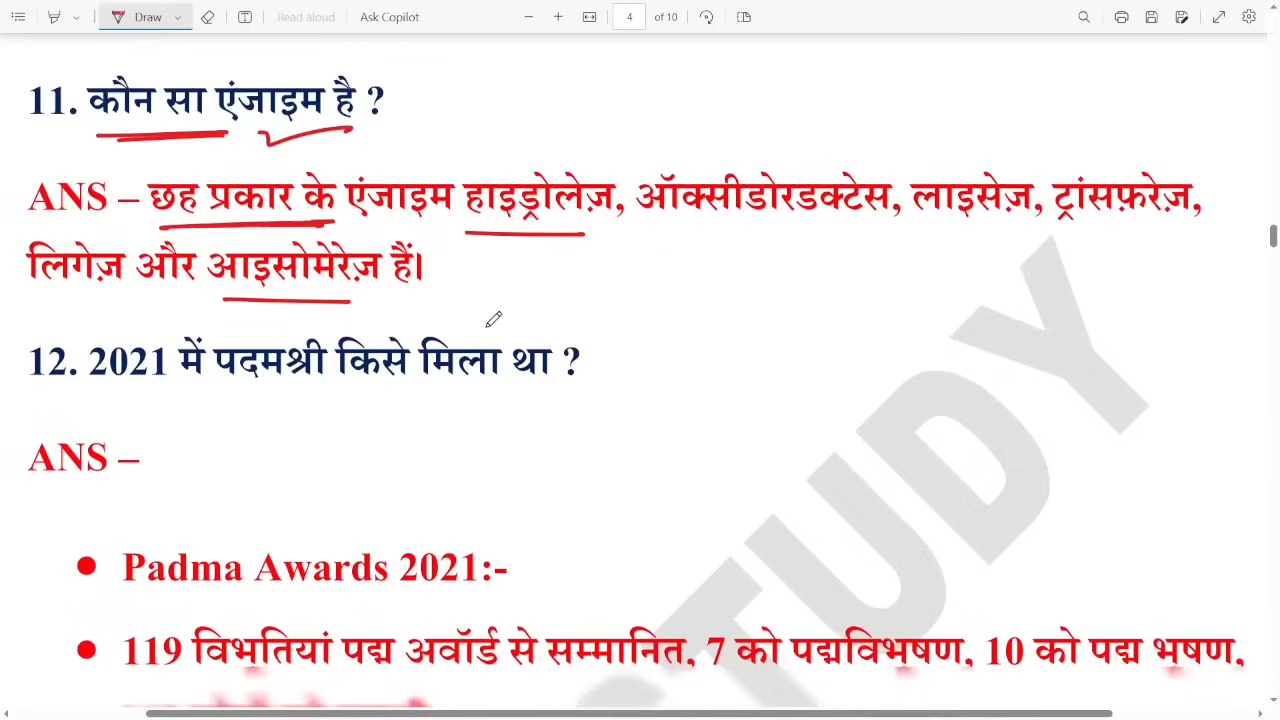 Draw
Read aloud
Ask Copilot
4
of 10
11. कौन सा एंजाइम है ?
ANS – छह प्रकार के एंजाइम हाइड्रोलेज़, ऑक्सीडोरडक्टेस, लाइसेज़, ट्रांसफ़रेज़,
लिगेज़ और आइसोमेरेज़ हैं।
12. 2021 में पदमश्री किसे मिला था ?
ANS –
Padma Awards 2021:-
119 विभूतियां पद्म अवॉर्ड से सम्मानित, 7 को पद्मविभूषण, 10 को पद्म भूषण,
STUDY